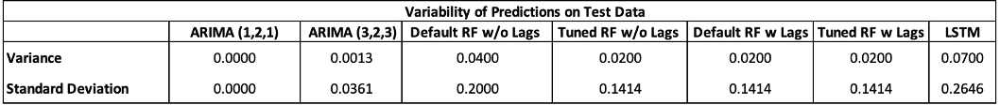 Variability of Predictions on Test Data
ARIMA (1,2,1) ARIMA (3,2,3) Default RF w/o Lags Tuned RF w/o Lags Default RF w Lags Tuned RF w Lags LSTM
Variance 0.0000 0.0013 0.0400 0.0200 0.0200 0.0200 0.0700
Standard Deviation 0.0000 0.0361 0.2000 0.1414 0.1414 0.1414 0.2646